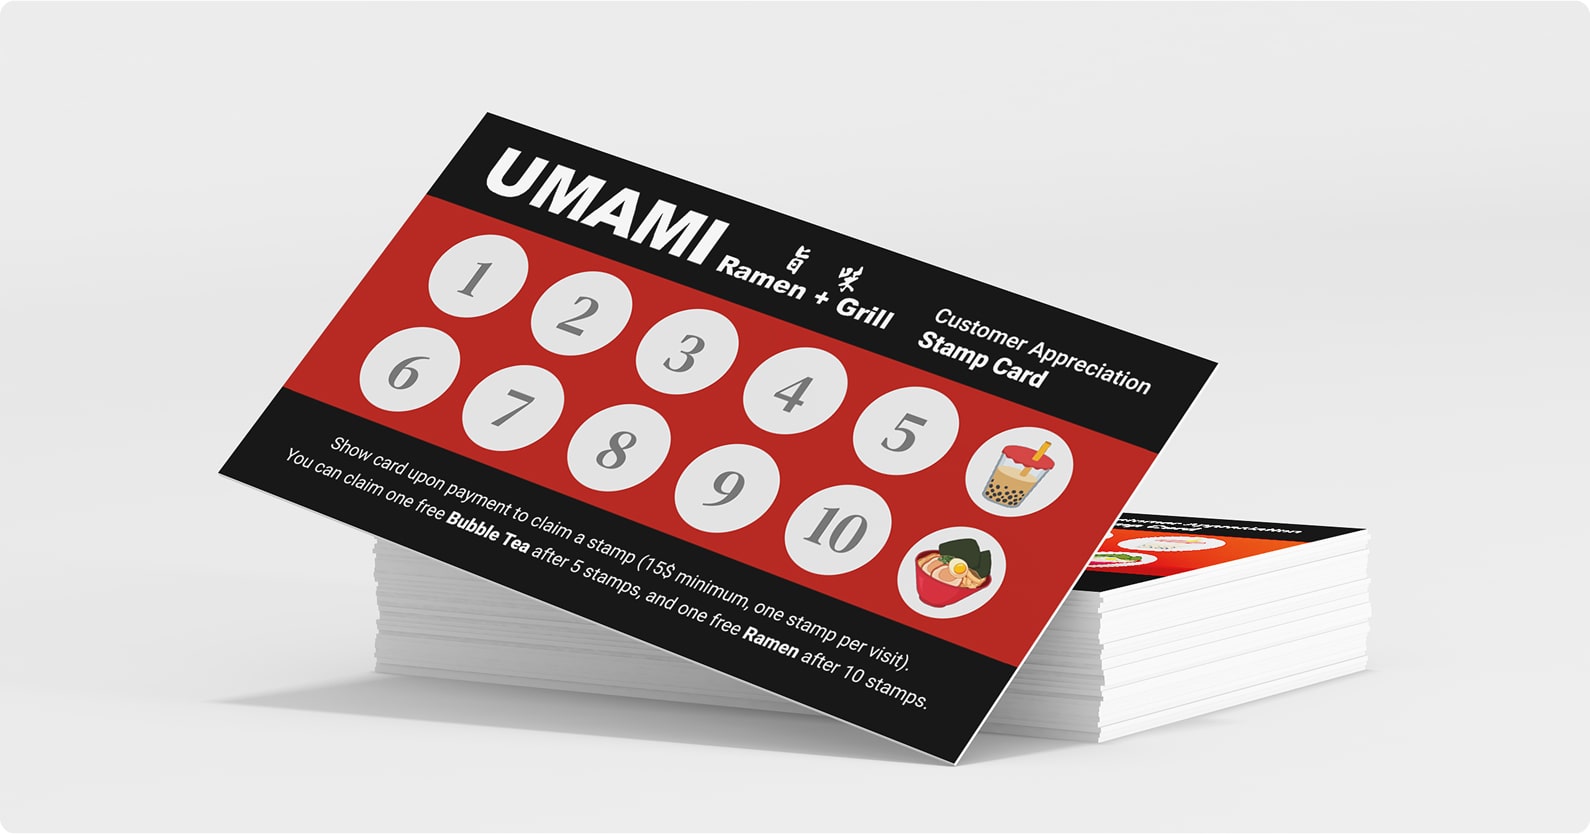 UMAMI
旨 味
Ramen + Grill
Customer Appreciation
Stamp Card
1 2 3 4 5
6 7 8 9 10
Show card upon payment to claim a stamp (15$ minimum, one stamp per visit).
You can claim one free Bubble Tea after 5 stamps, and one free Ramen after 10 stamps.